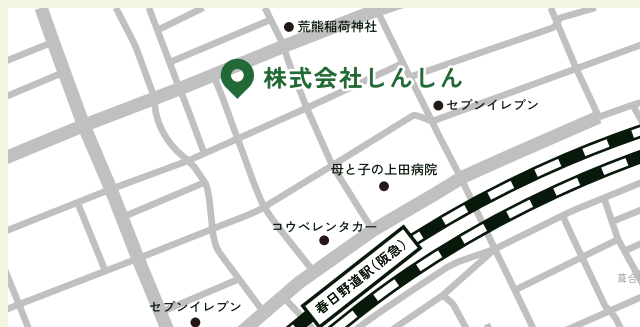 荒熊稲荷神社
株式会社しんしん
セブンイレブン
母と子の上田病院
コウベレンタカー
春日野道駅（阪急）
葺合
セブンイレブン